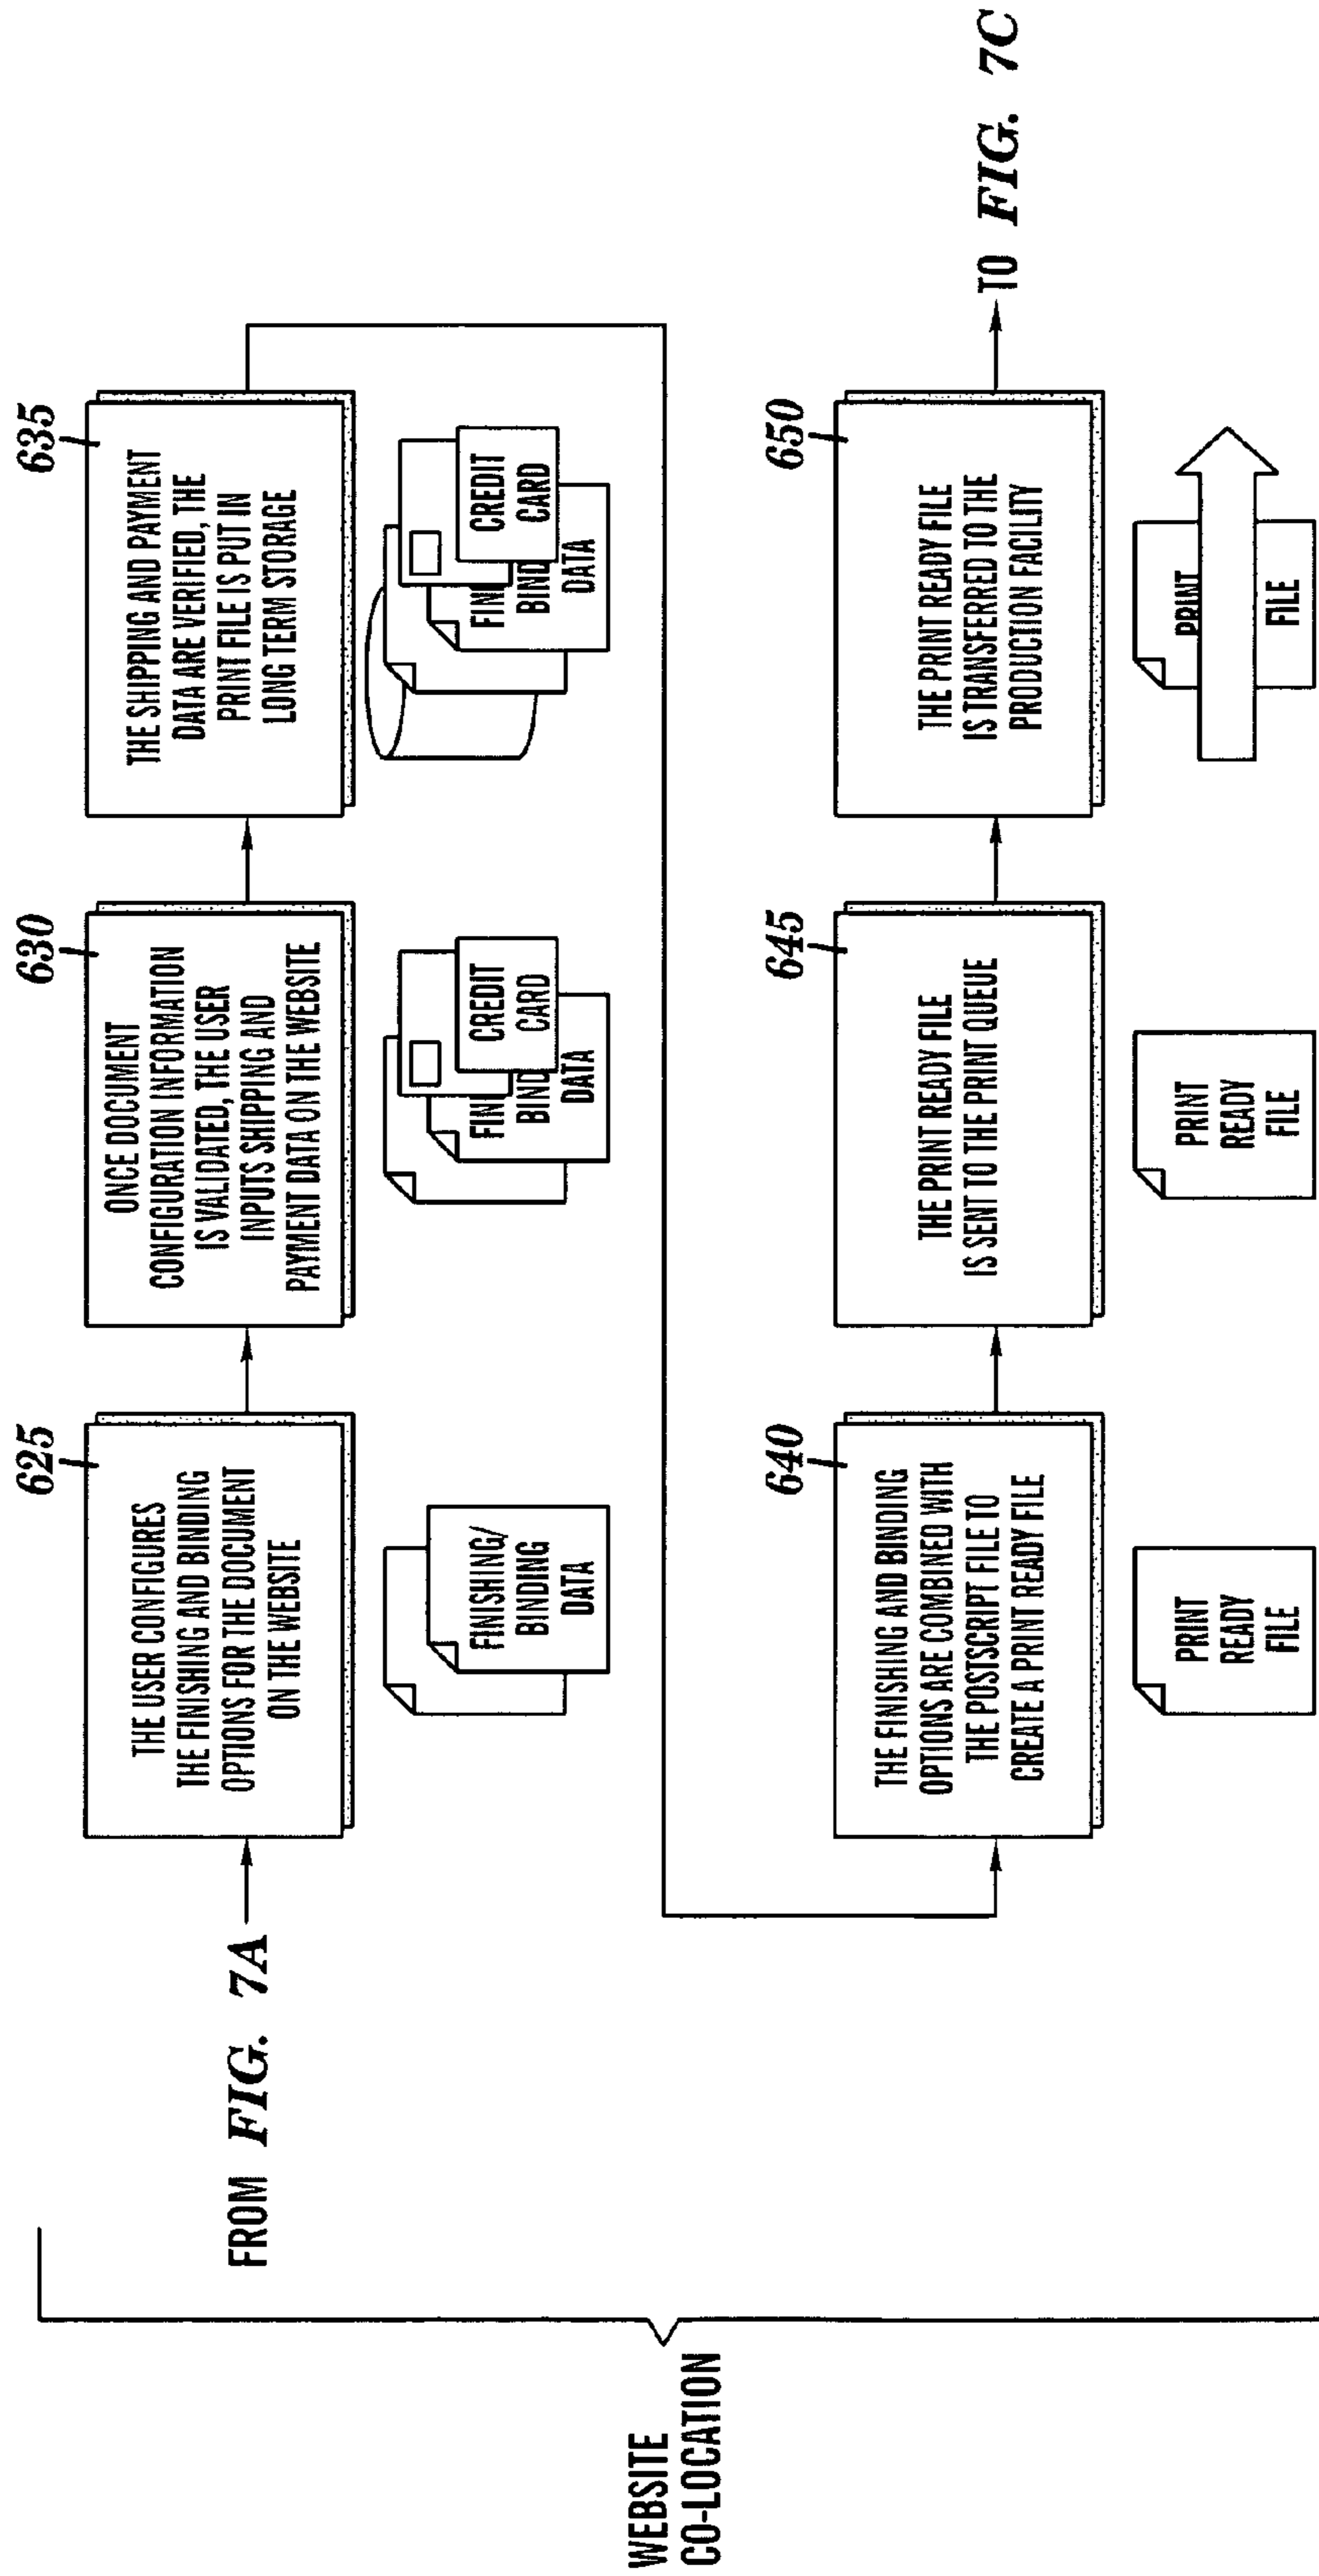 WEBSITE
CO-LOCATION
FROM FIG. 7A
625
THE USER CONFIGURES
THE FINISHING AND BINDING
OPTIONS FOR THE DOCUMENT
ON THE WEBSITE
FINISHING/
BINDING
DATA
630
ONCE DOCUMENT
CONFIGURATION INFORMATION
IS VALIDATED, THE USER
INPUTS SHIPPING AND
PAYMENT DATA ON THE WEBSITE
FIN
BIND
DATA
CREDIT
CARD
635
THE SHIPPING AND PAYMENT
DATA ARE VERIFIED, THE
PRINT FILE IS PUT IN
LONG TERM STORAGE
FIN
BIND
DATA
CREDIT
CARD
640
THE FINISHING AND BINDING
OPTIONS ARE COMBINED WITH
THE POSTSCRIPT FILE TO
CREATE A PRINT READY FILE
PRINT
READY
FILE
645
THE PRINT READY FILE
IS SENT TO THE PRINT QUEUE
PRINT
READY
FILE
650
THE PRINT READY FILE
IS TRANSFERRED TO THE
PRODUCTION FACILITY
PRINT
FILE
TO FIG. 7C